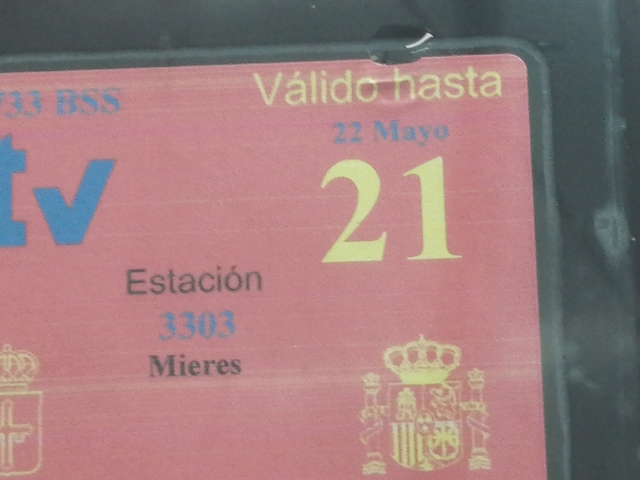 733 BSS
Válido hasta
22 Mayo
21
tv
Estación
3303
Mieres